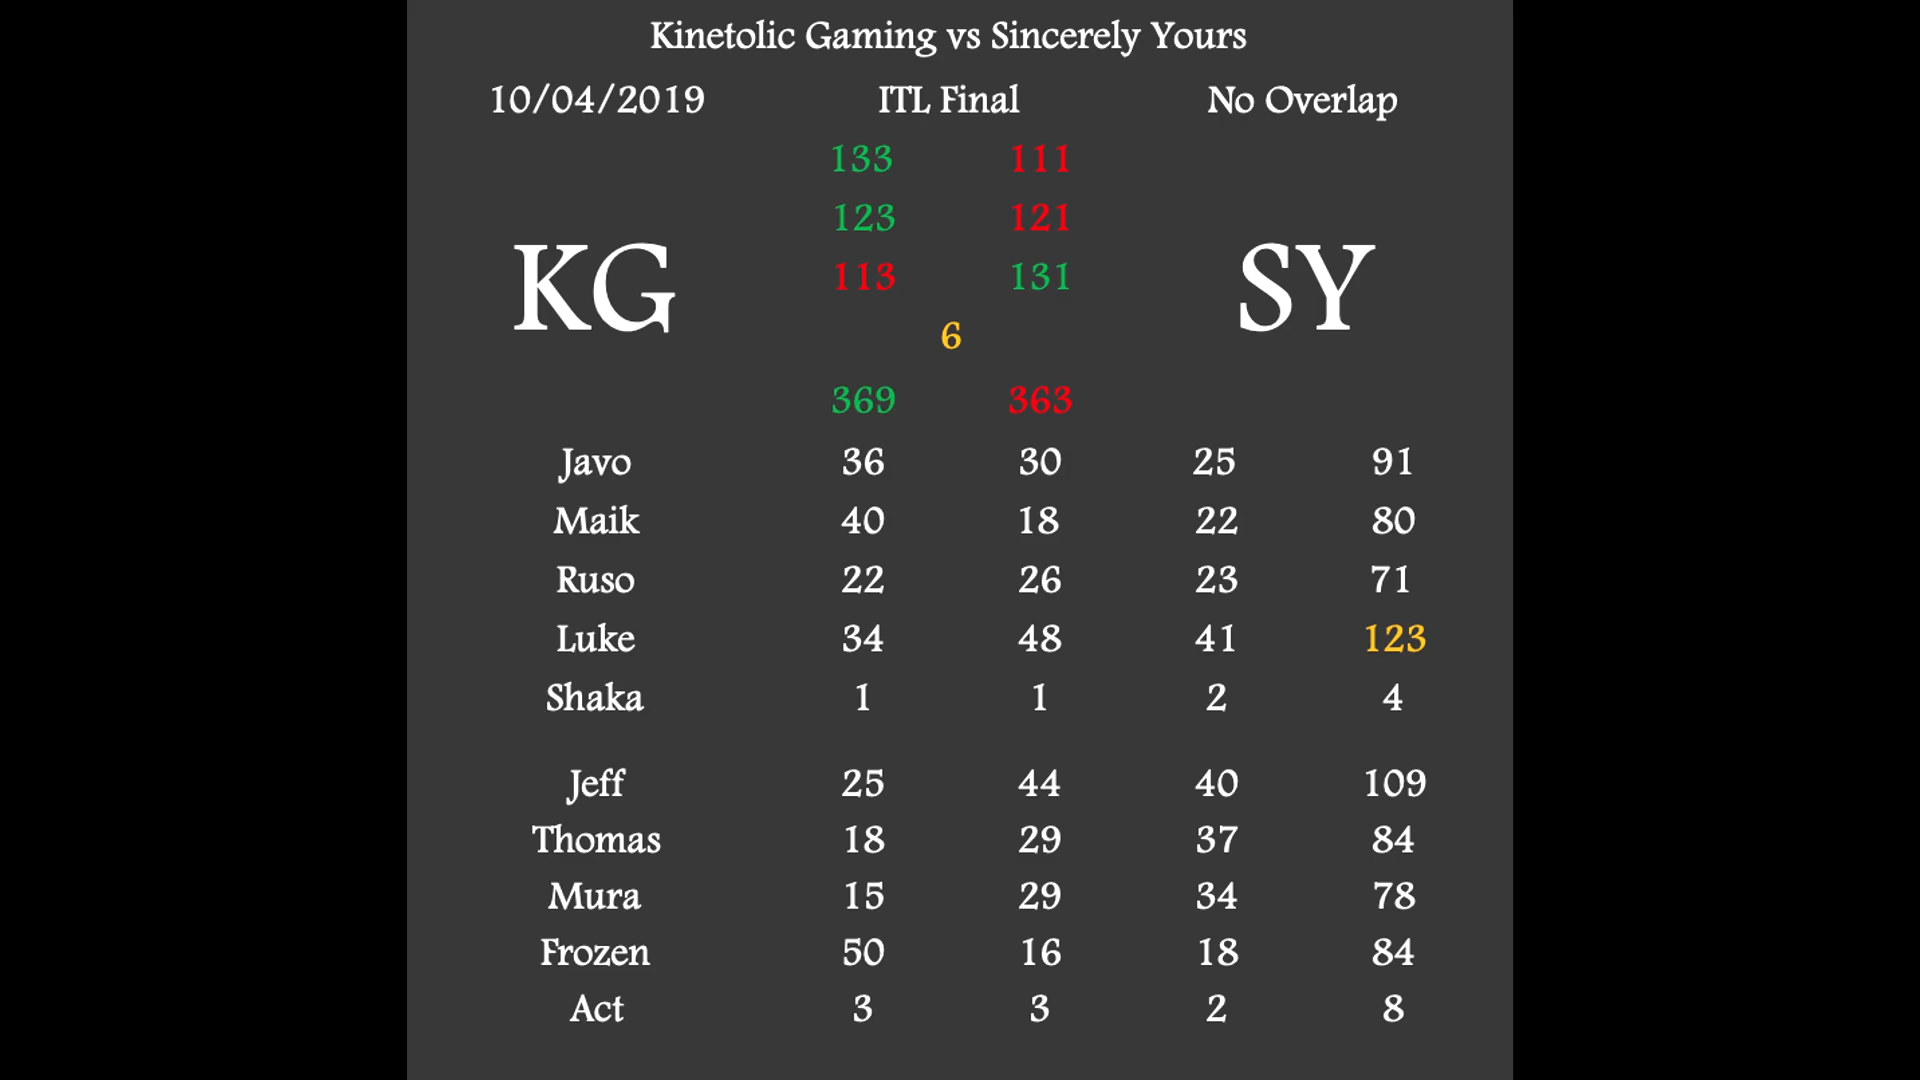 Kinetolic Gaming vs Sincerely Yours
10/04/2019 ITL Final No Overlap
133 111
123 121
KG 113 131 SY
6
369 363
Javo 36 30 25 91
Maik 40 18 22 80
Ruso 22 26 23 71
Luke 34 48 41 123
Shaka 1 1 2 4
Jeff 25 44 40 109
Thomas 18 29 37 84
Mura 15 29 34 78
Frozen 50 16 18 84
Act 3 3 2 8